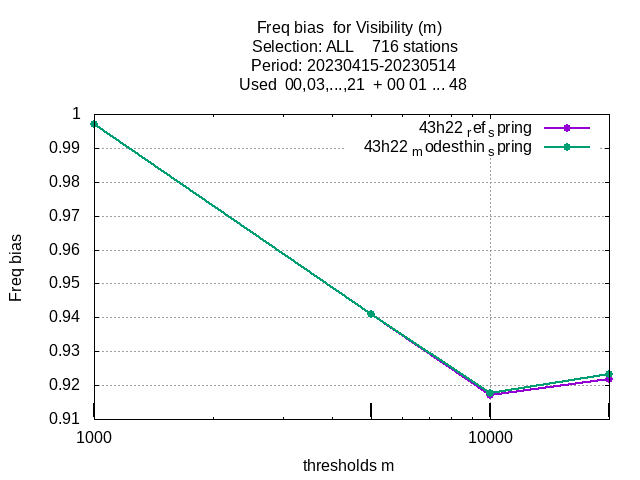 Freq bias  for Visibility (m)
Selection: ALL    716 stations
Period: 20230415-20230514
Used  00,03,...,21  + 00 01 ... 48
43h22 ref spring
43h22 modesthin spring
1
0.99
0.98
0.97
0.96
0.95
0.94
0.93
0.92
0.91
Freq bias
1000
10000
thresholds m